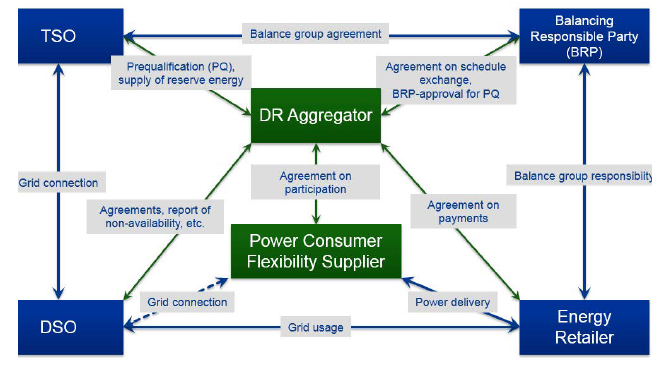 TSO
Balance group agreement
Balancing
Responsible Party
(BRP)
Prequalification (PQ),
supply of reserve energy
Agreement on schedule
exchange,
BRP-approval for PQ
DR Aggregator
Grid connection
Agreement on
participation
Balance group responsibilty
Agreements, report of
non-availability, etc.
Agreement on
payments
Power Consumer
Flexibility Supplier
Grid connection
Power delivery
DSO
Grid usage
Energy
Retailer